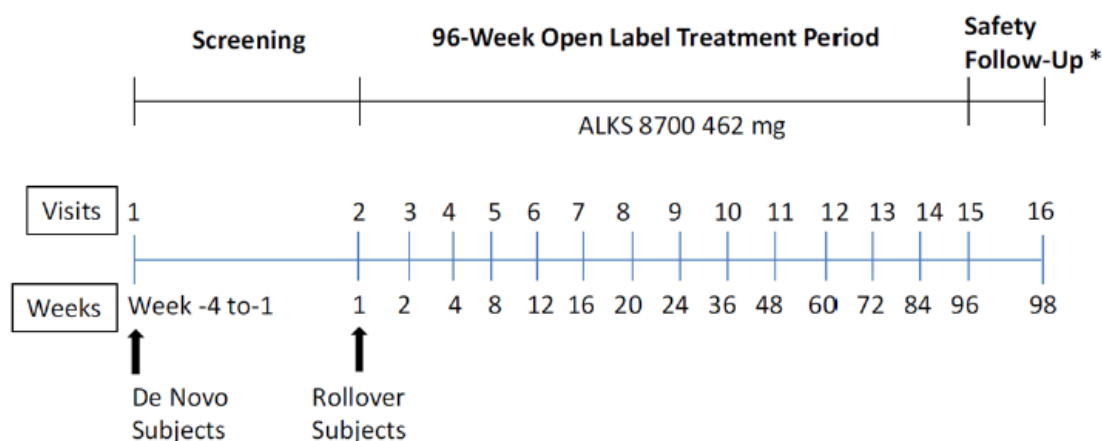 Screening
96-Week Open Label Treatment Period
Safety
Follow-Up *
ALKS 8700 462 mg
Visits 1 2 3 4 5 6 7 8 9 10 11 12 13 14 15 16
Weeks Week -4 to-1 1 2 4 8 12 16 20 24 36 48 60 72 84 96 98
De Novo
Subjects
Rollover
Subjects